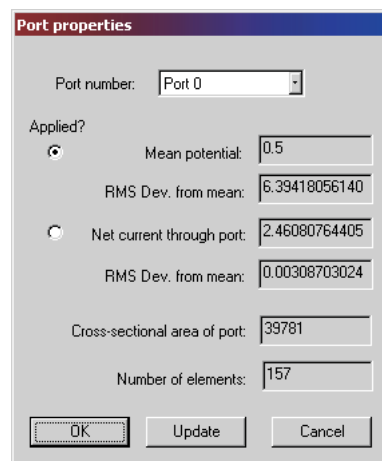 Port properties
Port number: Port 0
Applied?
Mean potential: 0.5
RMS Dev. from mean: 6.39418056140
Net current through port: 2.46080764405
RMS Dev. from mean: 0.00308703024
Cross-sectional area of port: 39781
Number of elements: 157
OK Update Cancel